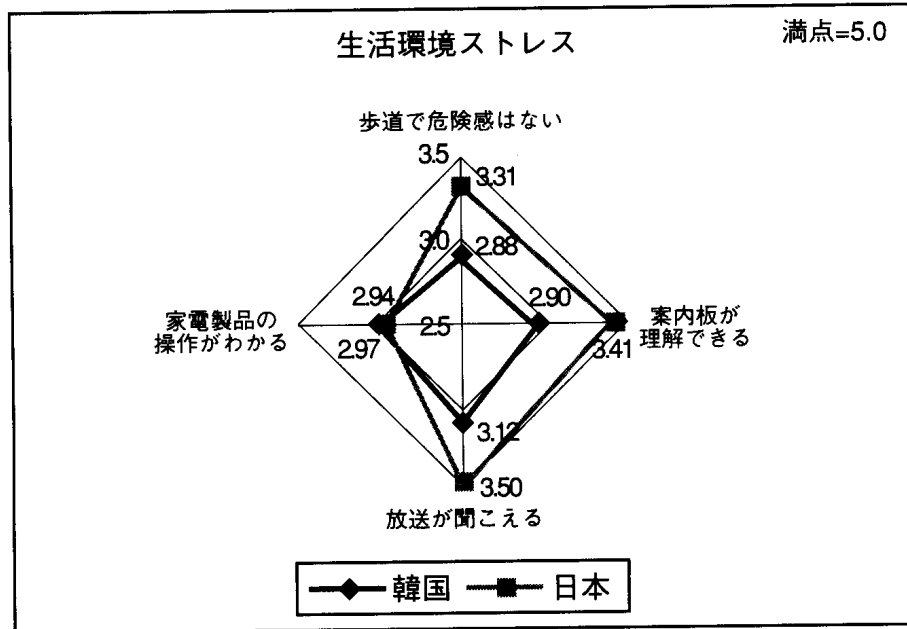 生活環境ストレス
満点=5.0
歩道で危険感はない
3.5
3.31
3.0
2.88
2.94
2.90
家電製品の
操作がわかる
2.5
案内板が
理解できる
2.97
3.41
3.12
3.50
放送が聞こえる
韓国
日本